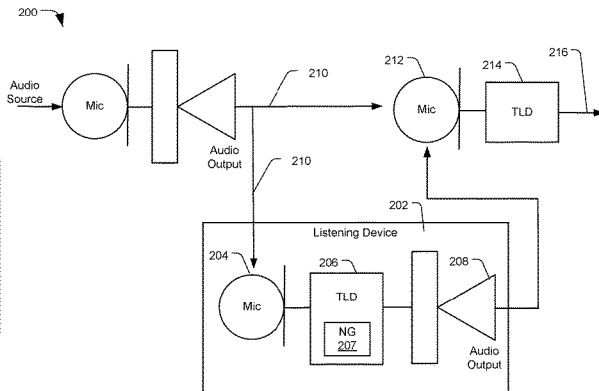 200
Audio
Source
Mic
Audio
Output
210
210
212
Mic
214
TLD
216
202
Listening Device
204
Mic
206
TLD
NG
207
208
Audio
Output